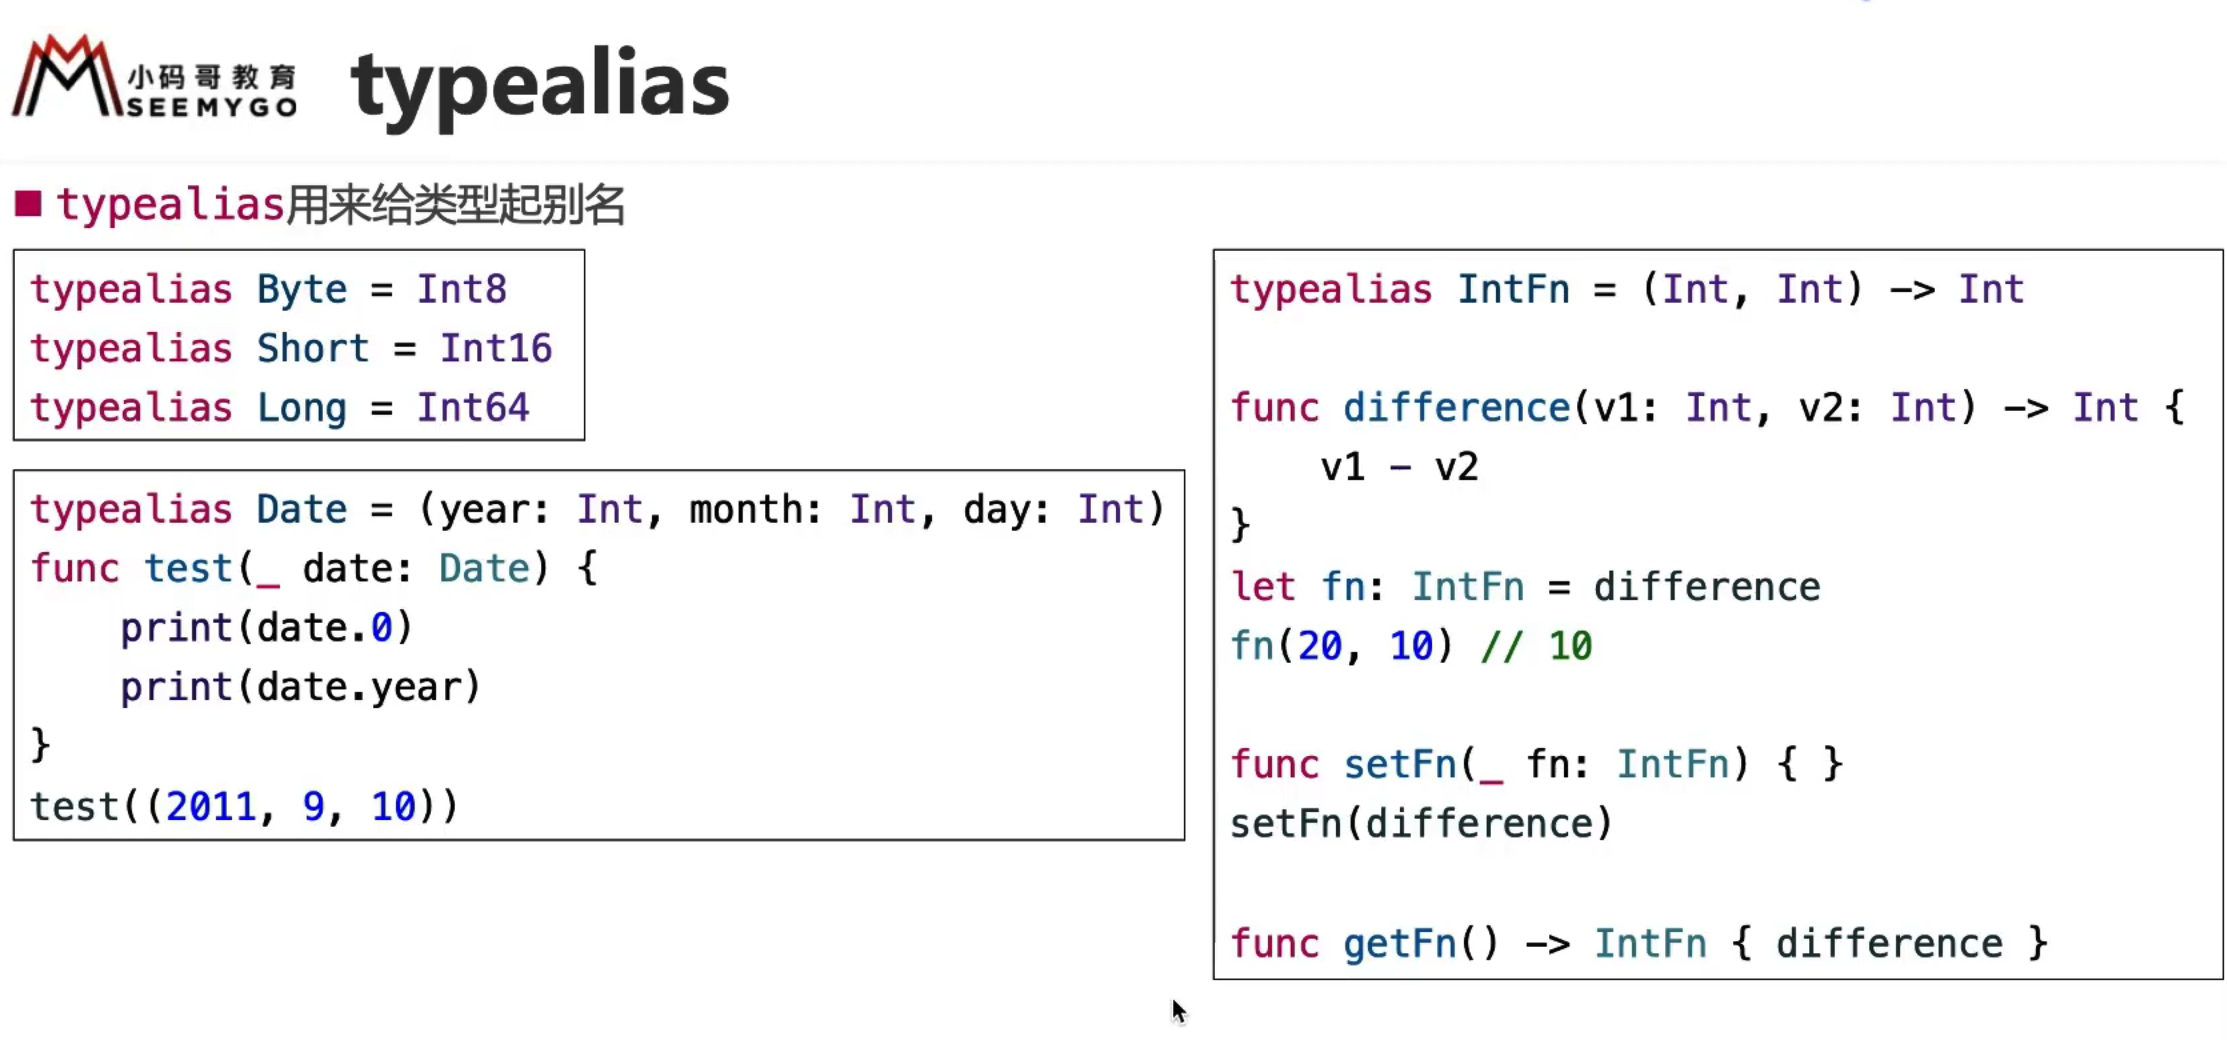 小码哥教育
SEEMYGO
typealias
typealias用来给类型起别名
typealias Byte = Int8
typealias Short = Int16
typealias Long = Int64
typealias Date = (year: Int, month: Int, day: Int)
func test(_ date: Date) {
    print(date.0)
    print(date.year)
}
test((2011, 9, 10))
typealias IntFn = (Int, Int) -> Int
func difference(v1: Int, v2: Int) -> Int {
    v1 - v2
}
let fn: IntFn = difference
fn(20, 10) // 10
func setFn(_ fn: IntFn) { }
setFn(difference)
func getFn() -> IntFn { difference }